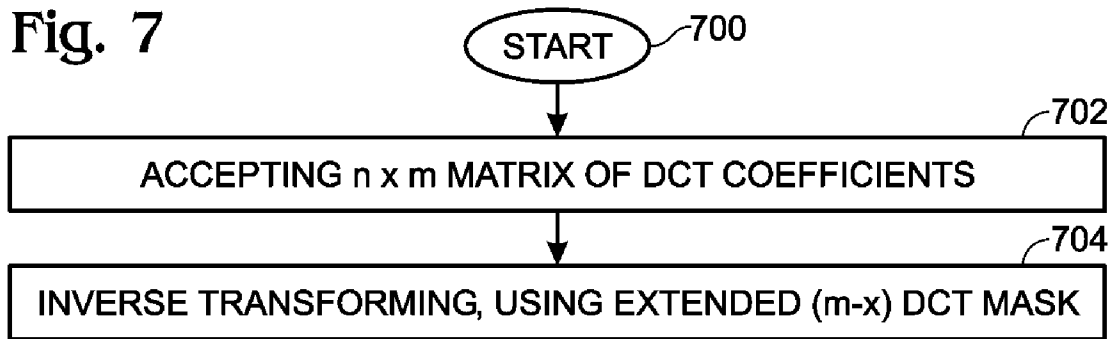 Fig. 7
START
700
702
ACCEPTING n x m MATRIX OF DCT COEFFICIENTS
704
INVERSE TRANSFORMING, USING EXTENDED (m-x) DCT MASK